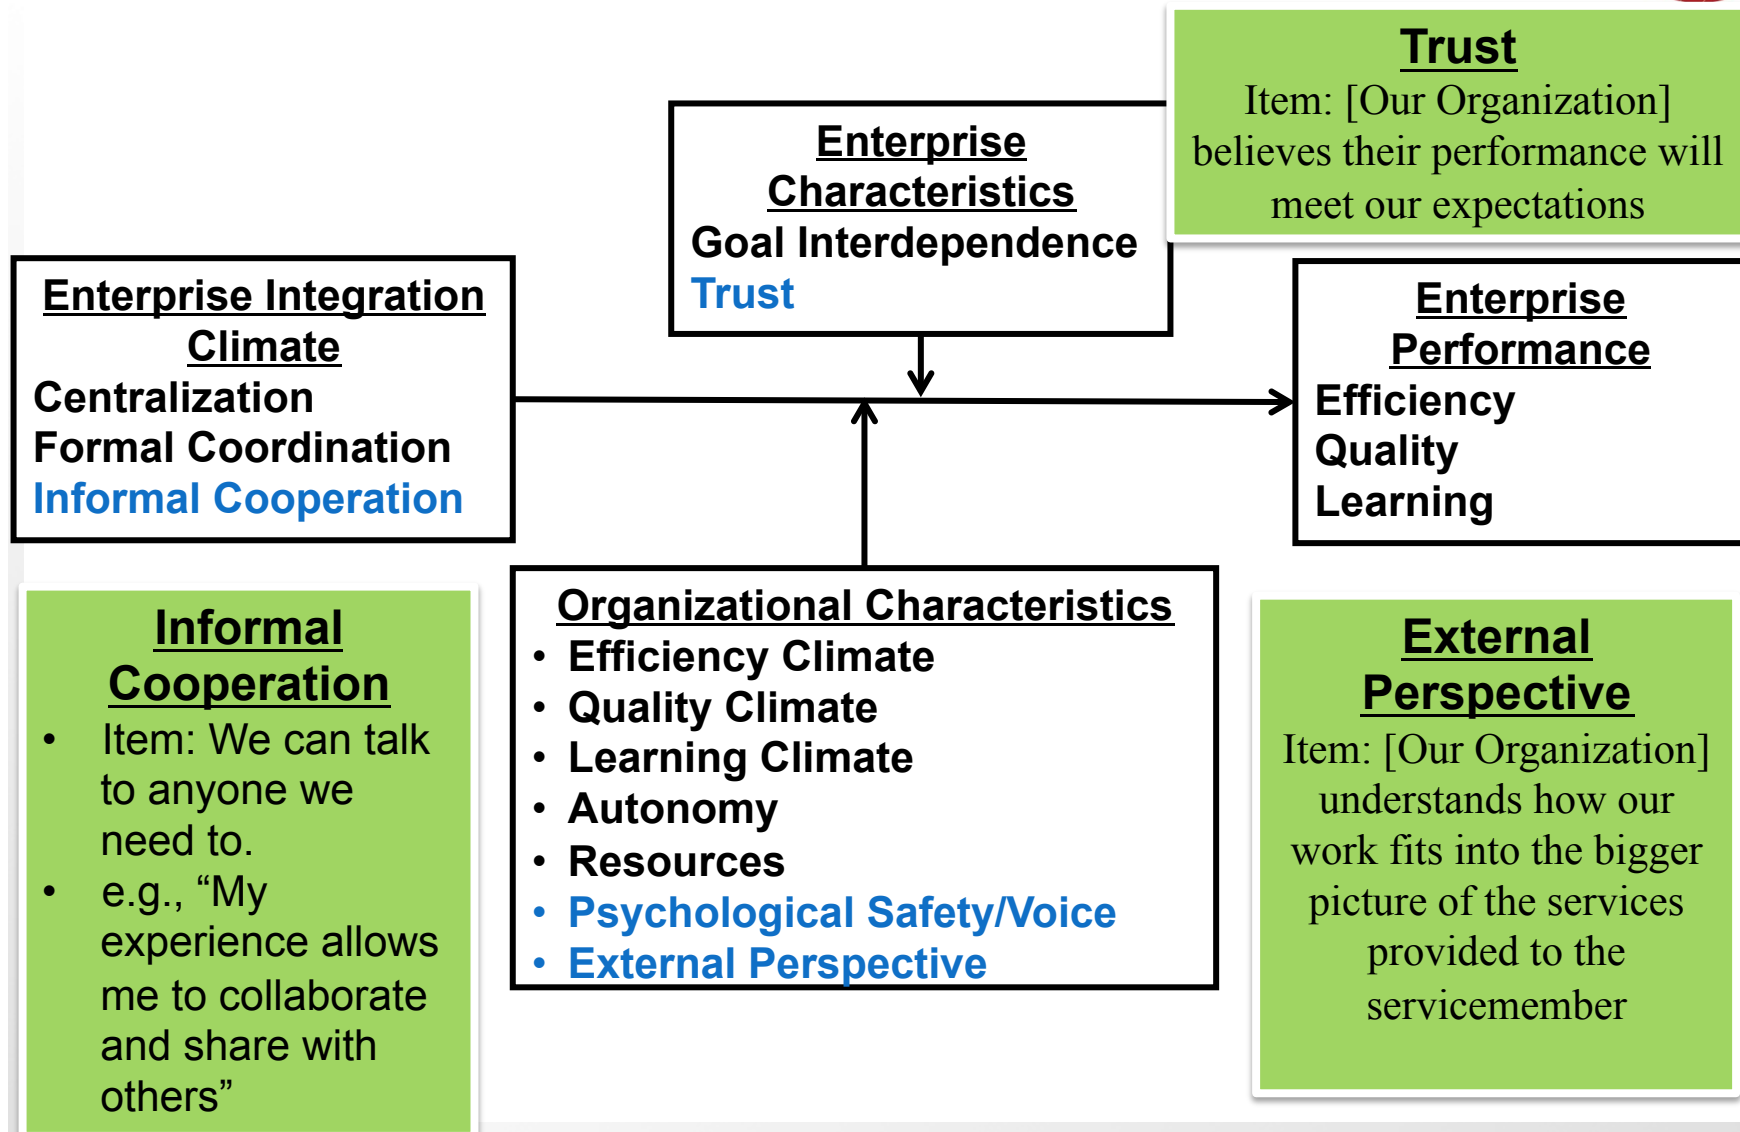 Trust
Item: [Our Organization]
believes their performance will
meet our expectations
Enterprise
Characteristics
Goal Interdependence
Trust
Enterprise Integration
Climate
Centralization
Formal Coordination
Informal Cooperation
Enterprise
Performance
Efficiency
Quality
Learning
Informal
Cooperation
• Item: We can talk
to anyone we
need to.
• e.g., “My
experience allows
me to collaborate
and share with
others”
Organizational Characteristics
• Efficiency Climate
• Quality Climate
• Learning Climate
• Autonomy
• Resources
• Psychological Safety/Voice
• External Perspective
External
Perspective
Item: [Our Organization]
understands how our
work fits into the bigger
picture of the services
provided to the
servicemember